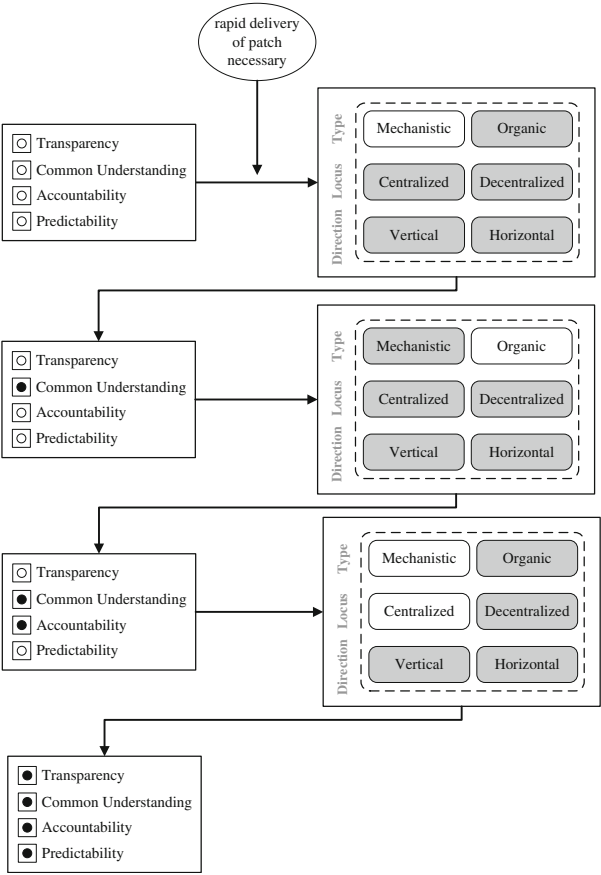 rapid delivery
of patch
necessary
Transparency
Common Understanding
Accountability
Predictability
Type
Mechanistic
Organic
Locus
Centralized
Decentralized
Direction
Vertical
Horizontal
Transparency
Common Understanding
Accountability
Predictability
Type
Mechanistic
Organic
Locus
Centralized
Decentralized
Direction
Vertical
Horizontal
Transparency
Common Understanding
Accountability
Predictability
Type
Mechanistic
Organic
Locus
Centralized
Decentralized
Direction
Vertical
Horizontal
Transparency
Common Understanding
Accountability
Predictability